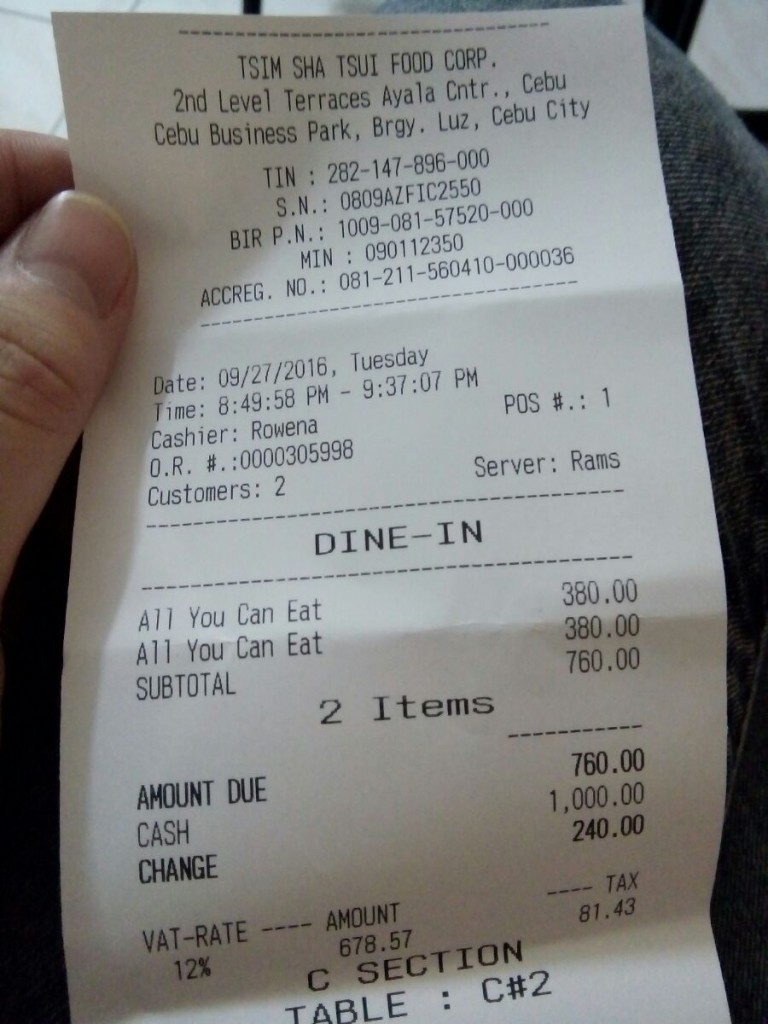 TSIM SHA TSUI FOOD CORP.
2nd Level Terraces Ayala Cntr., Cebu
Cebu Business Park, Brgy. Luz, Cebu City
TIN : 282-147-896-000
S.N.: 0809AZFIC2550
BIR P.N.: 1009-081-57520-000
MIN : 090112350
ACCREG. NO.: 081-211-560410-000036
Date: 09/27/2016, Tuesday
Time: 8:49:58 PM - 9:37:07 PM
Cashier: Rowena POS #.: 1
O.R. #.:0000305998
Customers: 2 Server: Rams
DINE-IN
All You Can Eat 380.00
All You Can Eat 380.00
SUBTOTAL 760.00
2 Items
AMOUNT DUE 760.00
CASH 1,000.00
CHANGE 240.00
VAT-RATE ---- AMOUNT ---- TAX
12% 678.57 81.43
C SECTION
TABLE : C#2